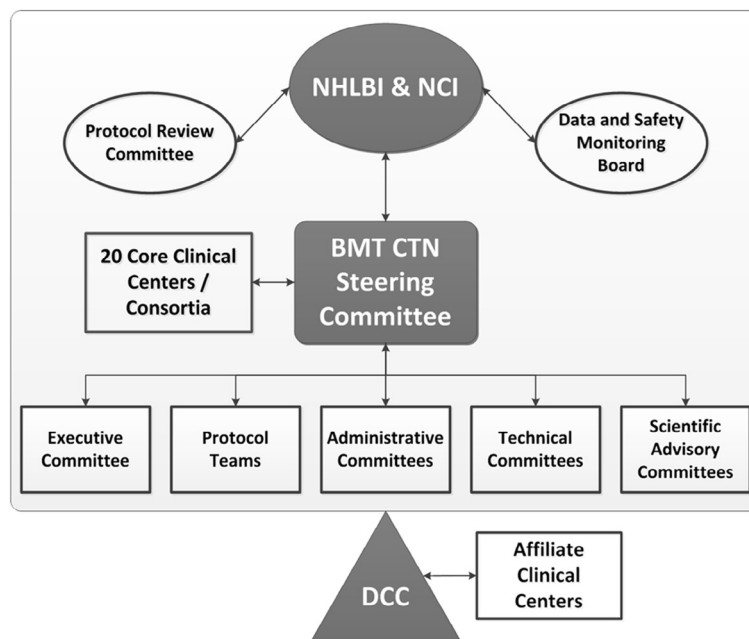 NHLBI & NCI
Protocol Review
Committee
Data and Safety
Monitoring
Board
20 Core Clinical
Centers /
Consortia
BMT CTN
Steering
Committee
Executive
Committee
Protocol
Teams
Administrative
Committees
Technical
Committees
Scientific
Advisory
Committees
DCC
Affiliate
Clinical
Centers